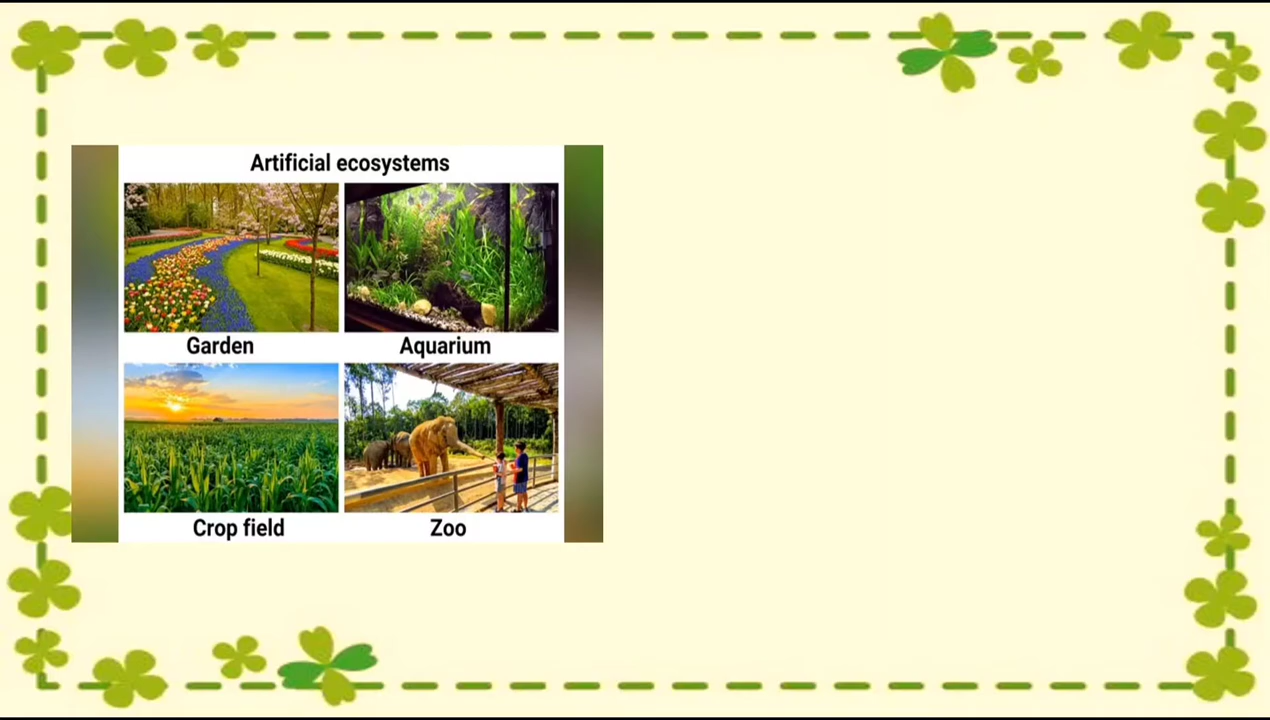 Artificial ecosystems
Garden
Aquarium
Crop field
Zoo